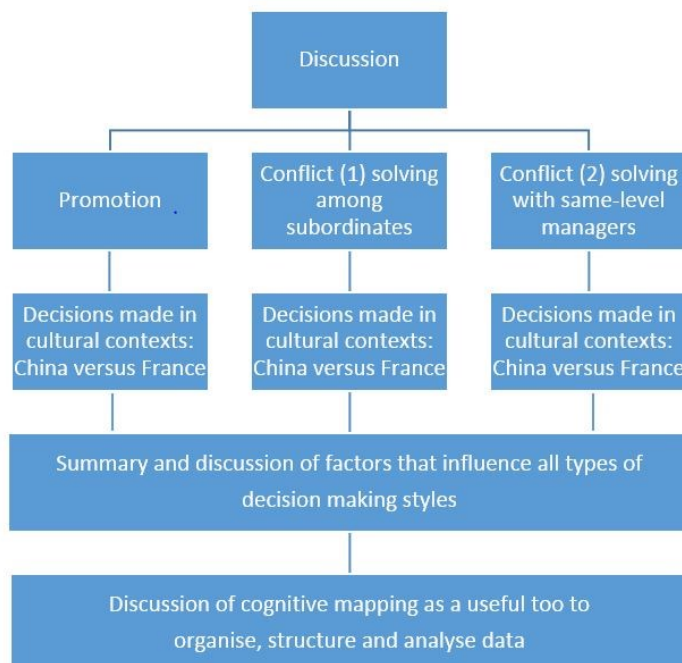 Discussion
Promotion
Conflict (1) solving
among
subordinates
Conflict (2) solving
with same-level
managers
Decisions made in
cultural contexts:
China versus France
Decisions made in
cultural contexts:
China versus France
Decisions made in
cultural contexts:
China versus France
Summary and discussion of factors that influence all types of
decision making styles
Discussion of cognitive mapping as a useful too to
organise, structure and analyse data